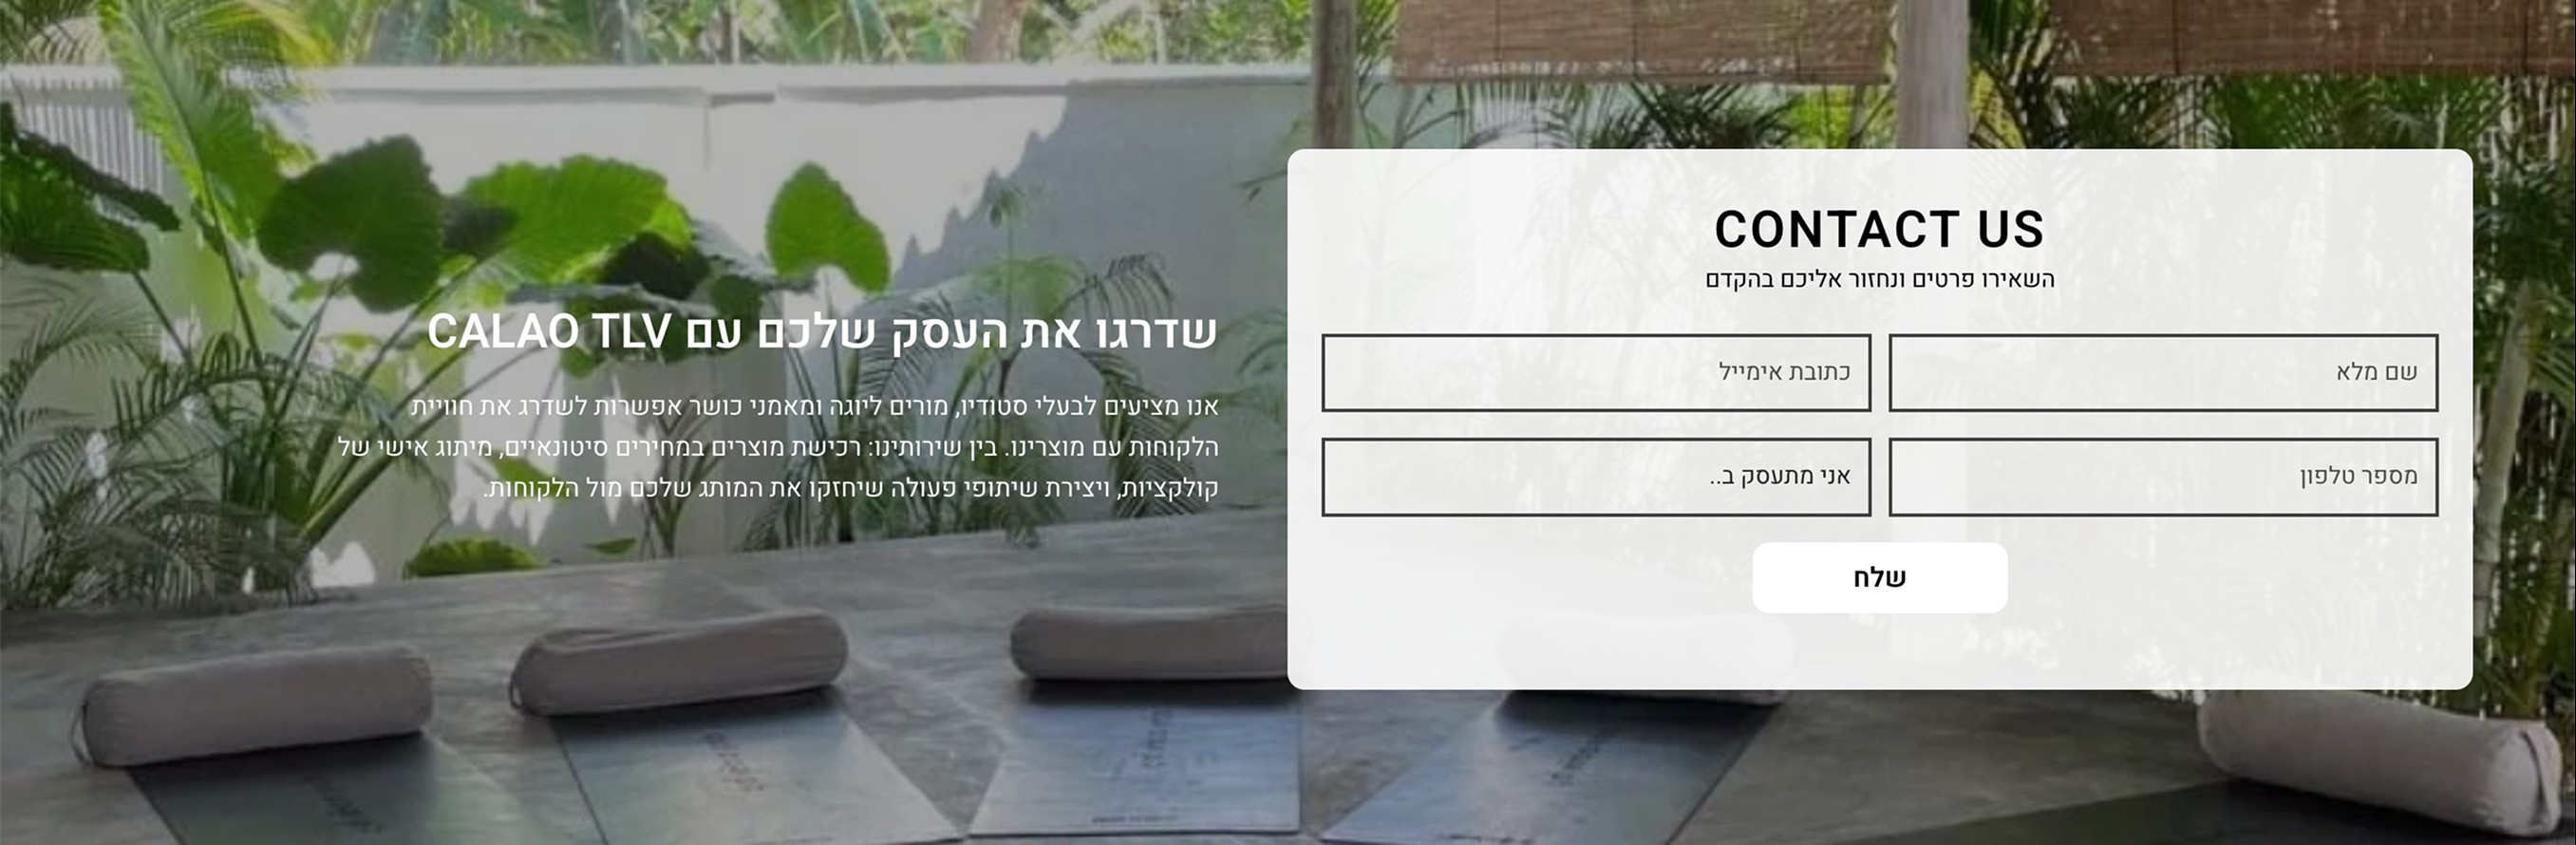 CONTACT US
השאירו פרטים ונחזור אליכם בהקדם
שם מלא
כתובת אימייל
מספר טלפון
אני מתעסק ב..
שלח
שדרגו את העסק שלכם עם CALAO TLV
אנו מציעים לבעלי סטודיו, מורים ליוגה ומאמני כושר אפשרות לשדרג את חוויית
הלקוחות עם מוצרינו. בין שירותינו: רכישת מוצרים במחירים סיטונאיים, מיתוג אישי של
קולקציות, ויצירת שיתופי פעולה שיחזקו את המותג שלכם מול הלקוחות.